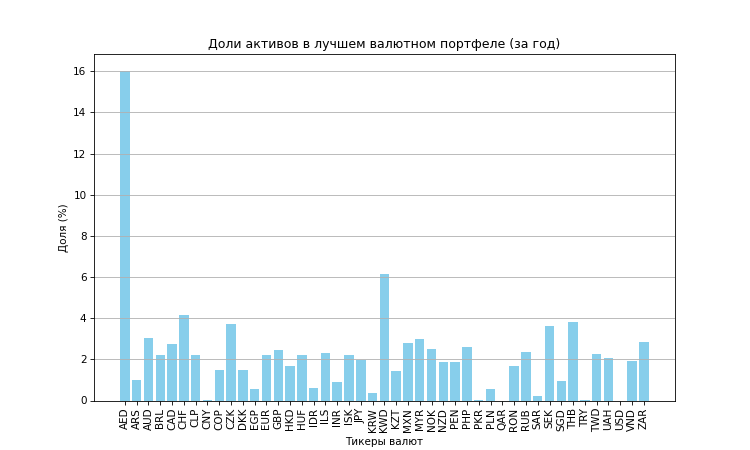 Доли активов в лучшем валютном портфеле (за год)
Доля (%)
16
14
12
10
8
6
4
2
0
AED ARS AUD BRL CAD CHF CLP CNY COP CZK DKK EGP EUR GBP HKD HUF IDR ILS INR ISK JPY KRW KWD KZT MXN MYR NOK NZD PEN PHP PKR PLN QAR RON RUB SAR SEK SGD THB TRY TWD UAH USD VND ZAR
Тикеры валют